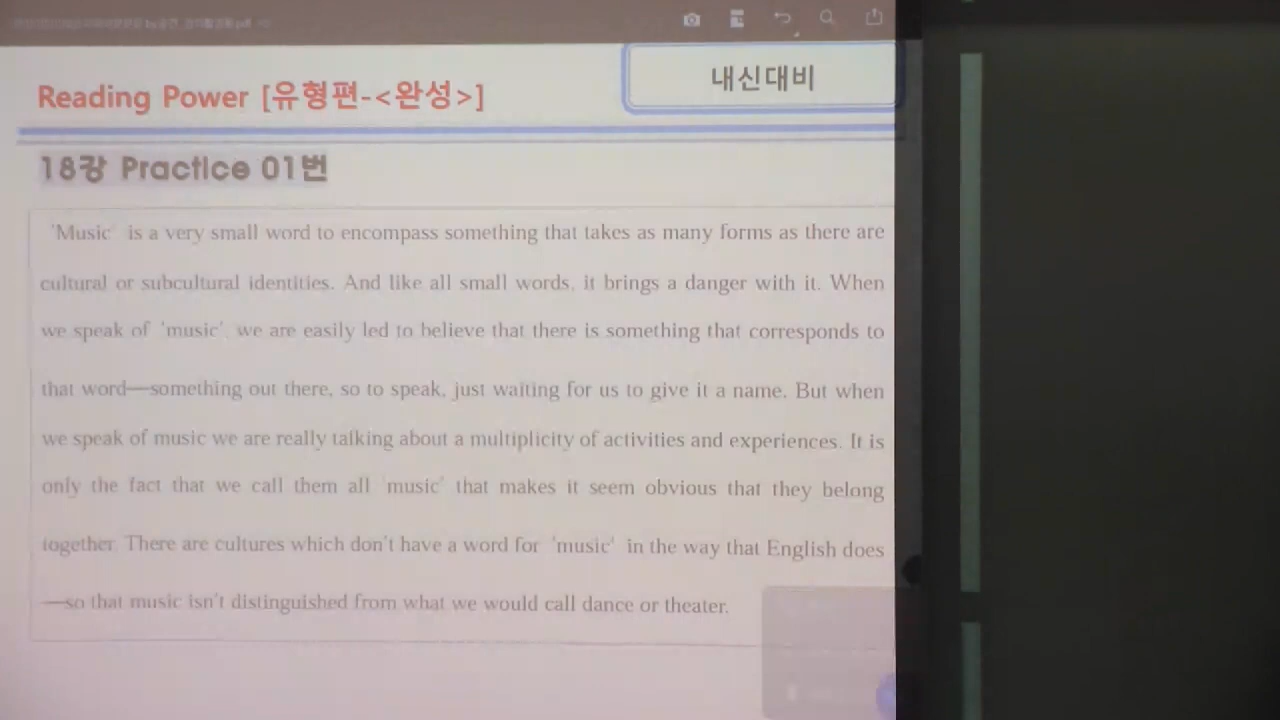 Reading Power [유형편-<완성>]
내신대비
18강 Practice 01번
'Music' is a very small word to encompass something that takes as many forms as there are
cultural or subcultural identities. And like all small words, it brings a danger with it. When
we speak of 'music', we are easily led to believe that there is something that corresponds to
that word—something out there, so to speak, just waiting for us to give it a name. But when
we speak of music we are really talking about a multiplicity of activities and experiences. It is
only the fact that we call them all 'music' that makes it seem obvious that they belong
together. There are cultures which don't have a word for 'music' in the way that English does
—so that music isn't distinguished from what we would call dance or theater.